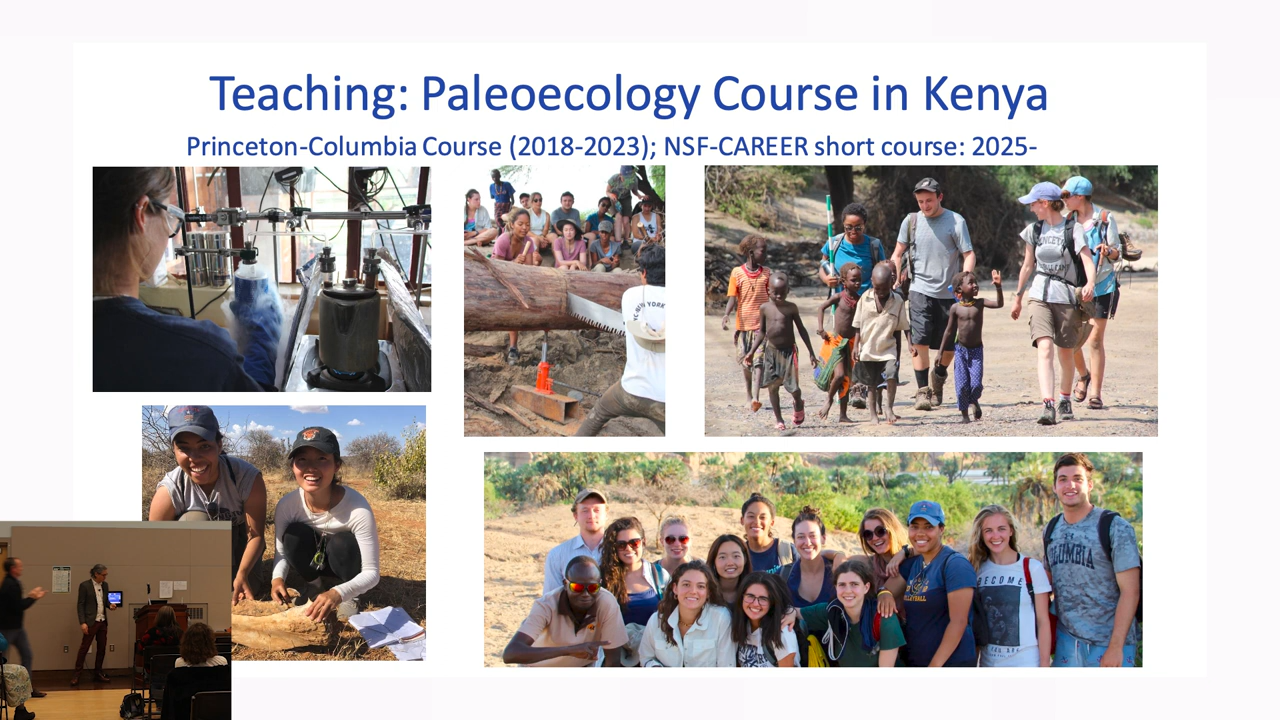 Teaching: Paleoecology Course in Kenya
Princeton-Columbia Course (2018-2023); NSF-CAREER short course: 2025-
NEW YORK
BECOME
COLUMBIA
VOLLEYBALL